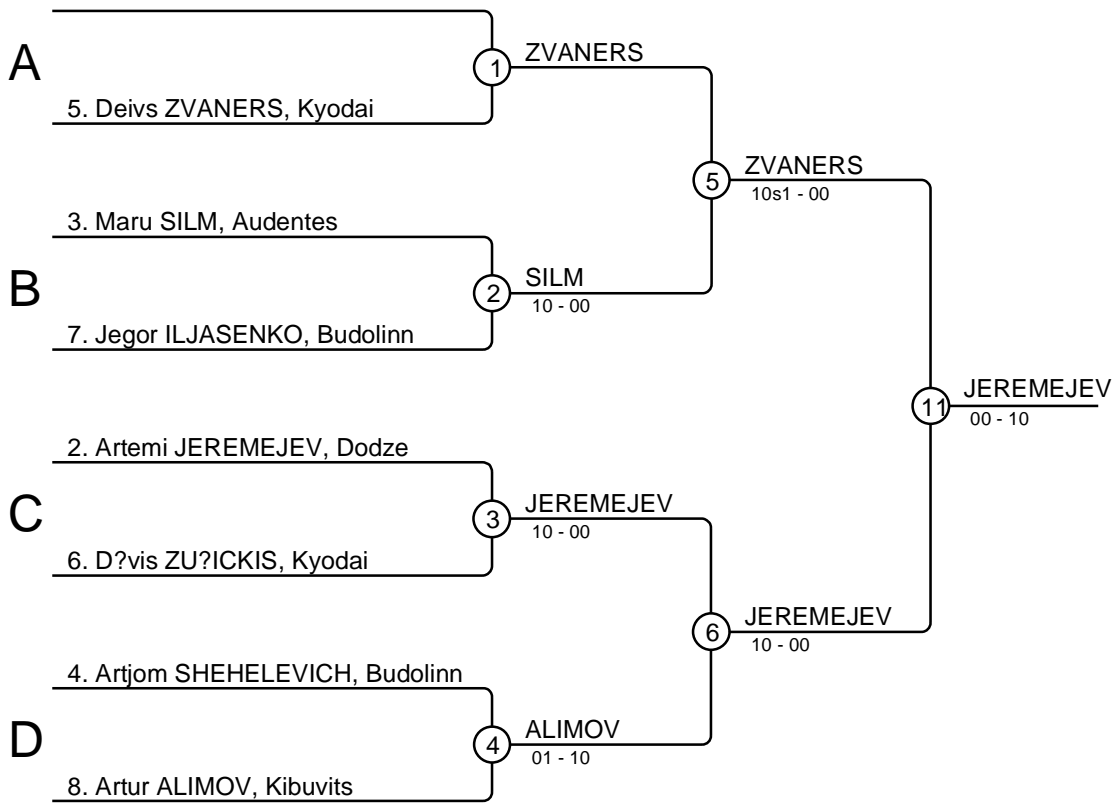 A
1
ZVANERS
5. Deivs ZVANERS, Kyodai
5
ZVANERS
10s1 - 00
3. Maru SILM, Audentes
B
2
SILM
10 - 00
7. Jegor ILJASENKO, Budolinn
11
JEREMEJEV
00 - 10
2. Artemi JEREMEJEV, Dodze
C
3
JEREMEJEV
10 - 00
6. D?vis ZU?ICKIS, Kyodai
6
JEREMEJEV
10 - 00
4. Artjom SHEHELEVICH, Budolinn
D
4
ALIMOV
01 - 10
8. Artur ALIMOV, Kibuvits